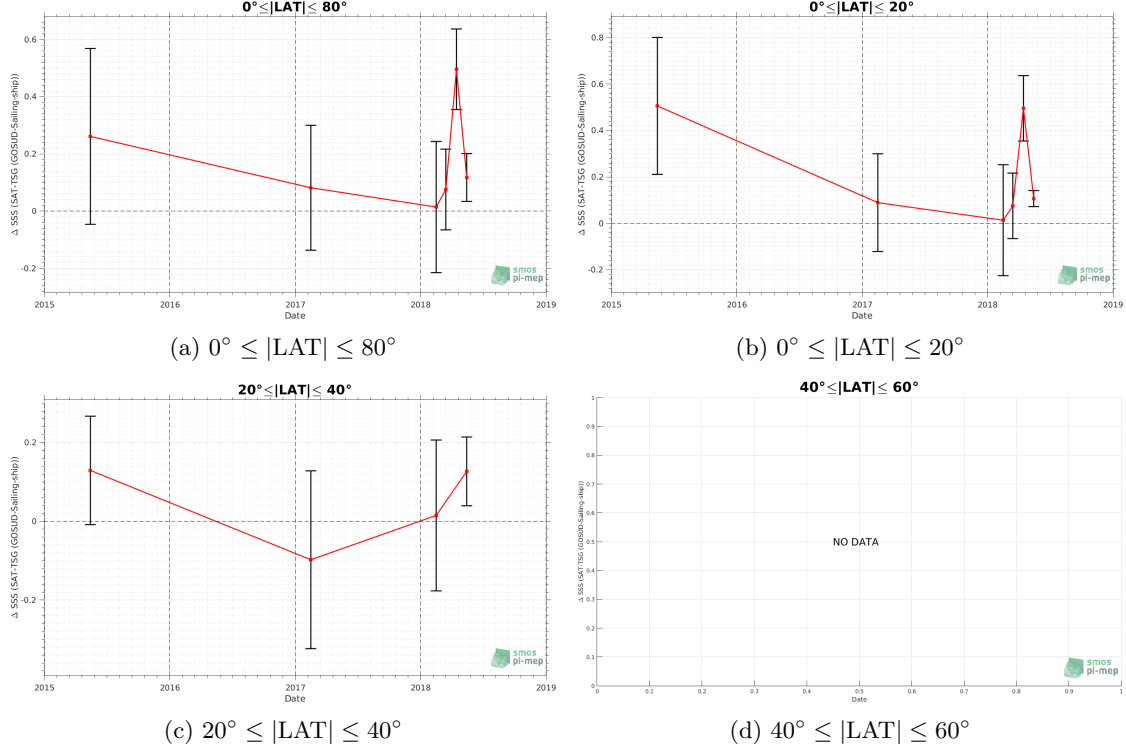 0°≤|LAT|≤ 80°
Δ SSS (SAT-TSG (GOSUD-Sailing-ship))
0.6
0.4
0.2
0
-0.2
2015 2016 2017 2018 2019
Date
smos
pi-mep
(a) 0° ≤ |LAT| ≤ 80°
0°≤|LAT|≤ 20°
Δ SSS (SAT-TSG (GOSUD-Sailing-ship))
0.8
0.6
0.4
0.2
0
-0.2
2015 2016 2017 2018 2019
Date
smos
pi-mep
(b) 0° ≤ |LAT| ≤ 20°
20°≤|LAT|≤ 40°
Δ SSS (SAT-TSG (GOSUD-Sailing-ship))
0.2
0
-0.2
2015 2016 2017 2018 2019
Date
smos
pi-mep
(c) 20° ≤ |LAT| ≤ 40°
40°≤|LAT|≤ 60°
Δ SSS (SAT-TSG (GOSUD-Sailing-ship))
1
0.9
0.8
0.7
0.6
0.5
0.4
0.3
0.2
0.1
0
NO DATA
0 0.1 0.2 0.3 0.4 0.5 0.6 0.7 0.8 0.9 1
Date
smos
pi-mep
(d) 40° ≤ |LAT| ≤ 60°